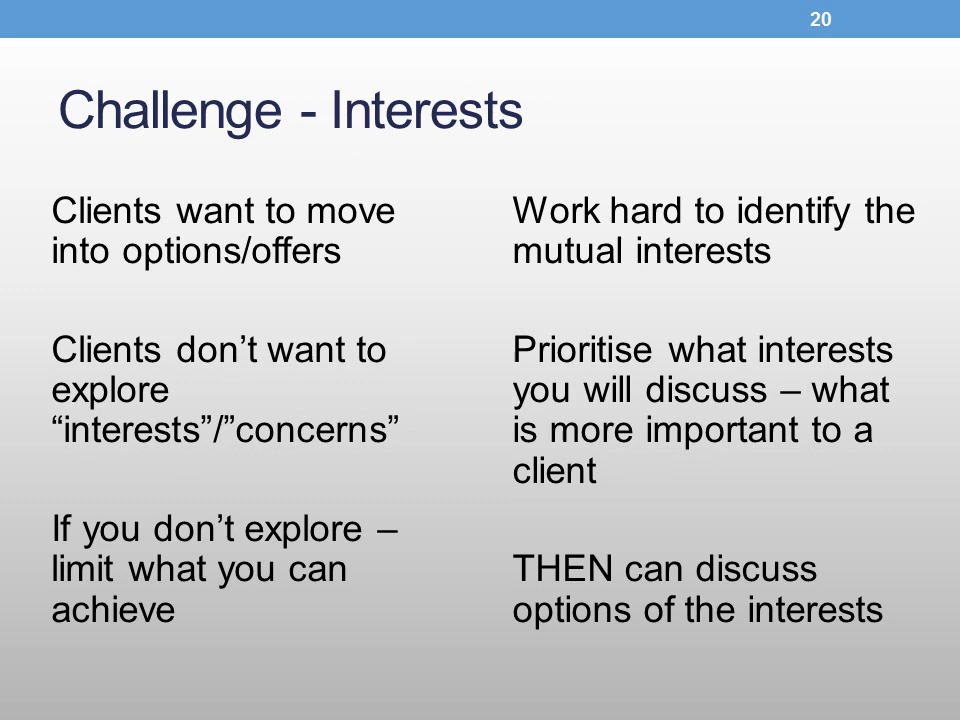 20
Challenge - Interests
Clients want to move
into options/offers
Clients don’t want to
explore
“interests”/”concerns”
If you don’t explore –
limit what you can
achieve
Work hard to identify the
mutual interests
Prioritise what interests
you will discuss – what
is more important to a
client
THEN can discuss
options of the interests